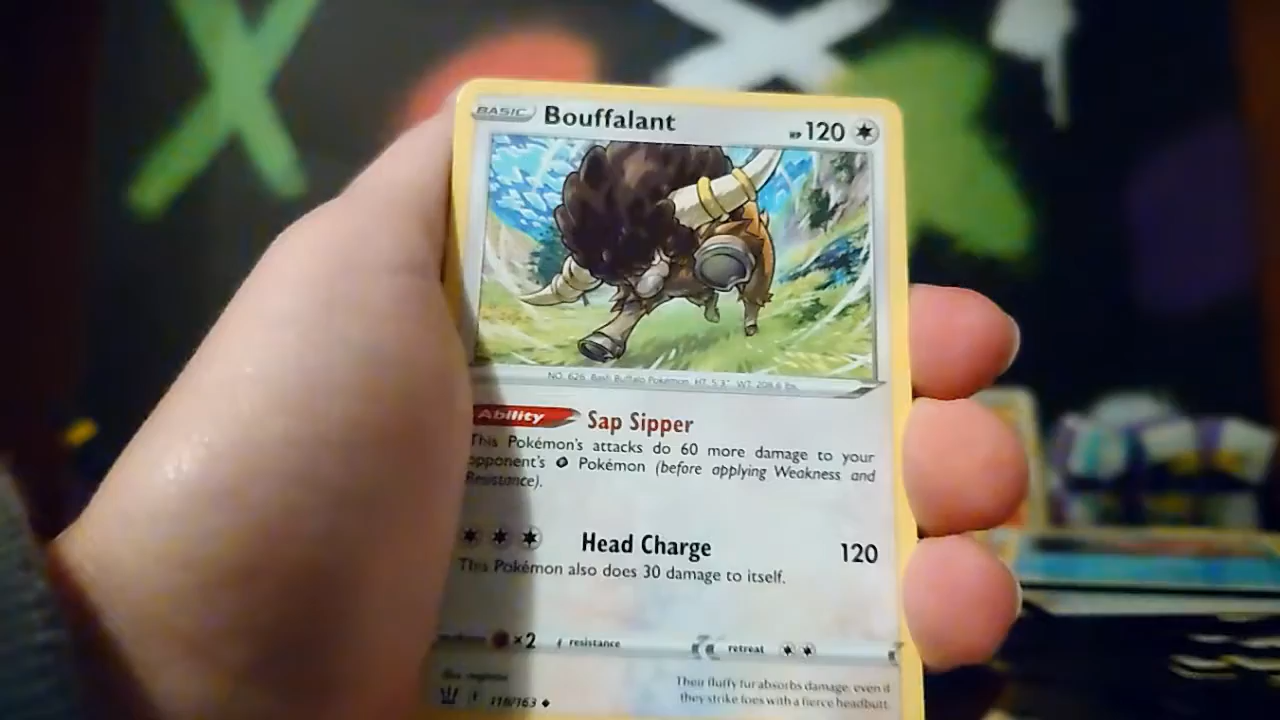 BASIC Bouffalant HP 120
NO. 626 Bash Buffalo Pokémon HT: 5'3" WT: 208.6 lbs.
Ability Sap Sipper
This Pokémon's attacks do 60 more damage to your
opponent's Pokémon (before applying Weakness and
Resistance).
Head Charge 120
This Pokémon also does 30 damage to itself.
×2 resistance retreat
Their fluffy fur absorbs damage, even if
they strike foes with a fierce headbutt.